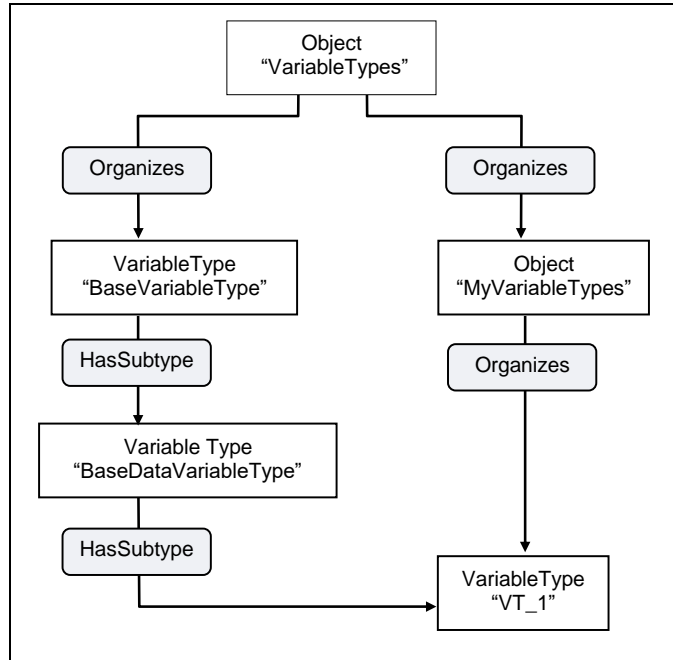 Object
“VariableTypes”
Organizes
Organizes
VariableType
“BaseVariableType”
Object
“MyVariableTypes”
HasSubtype
Organizes
Variable Type
“BaseDataVariableType”
HasSubtype
VariableType
“VT_1”